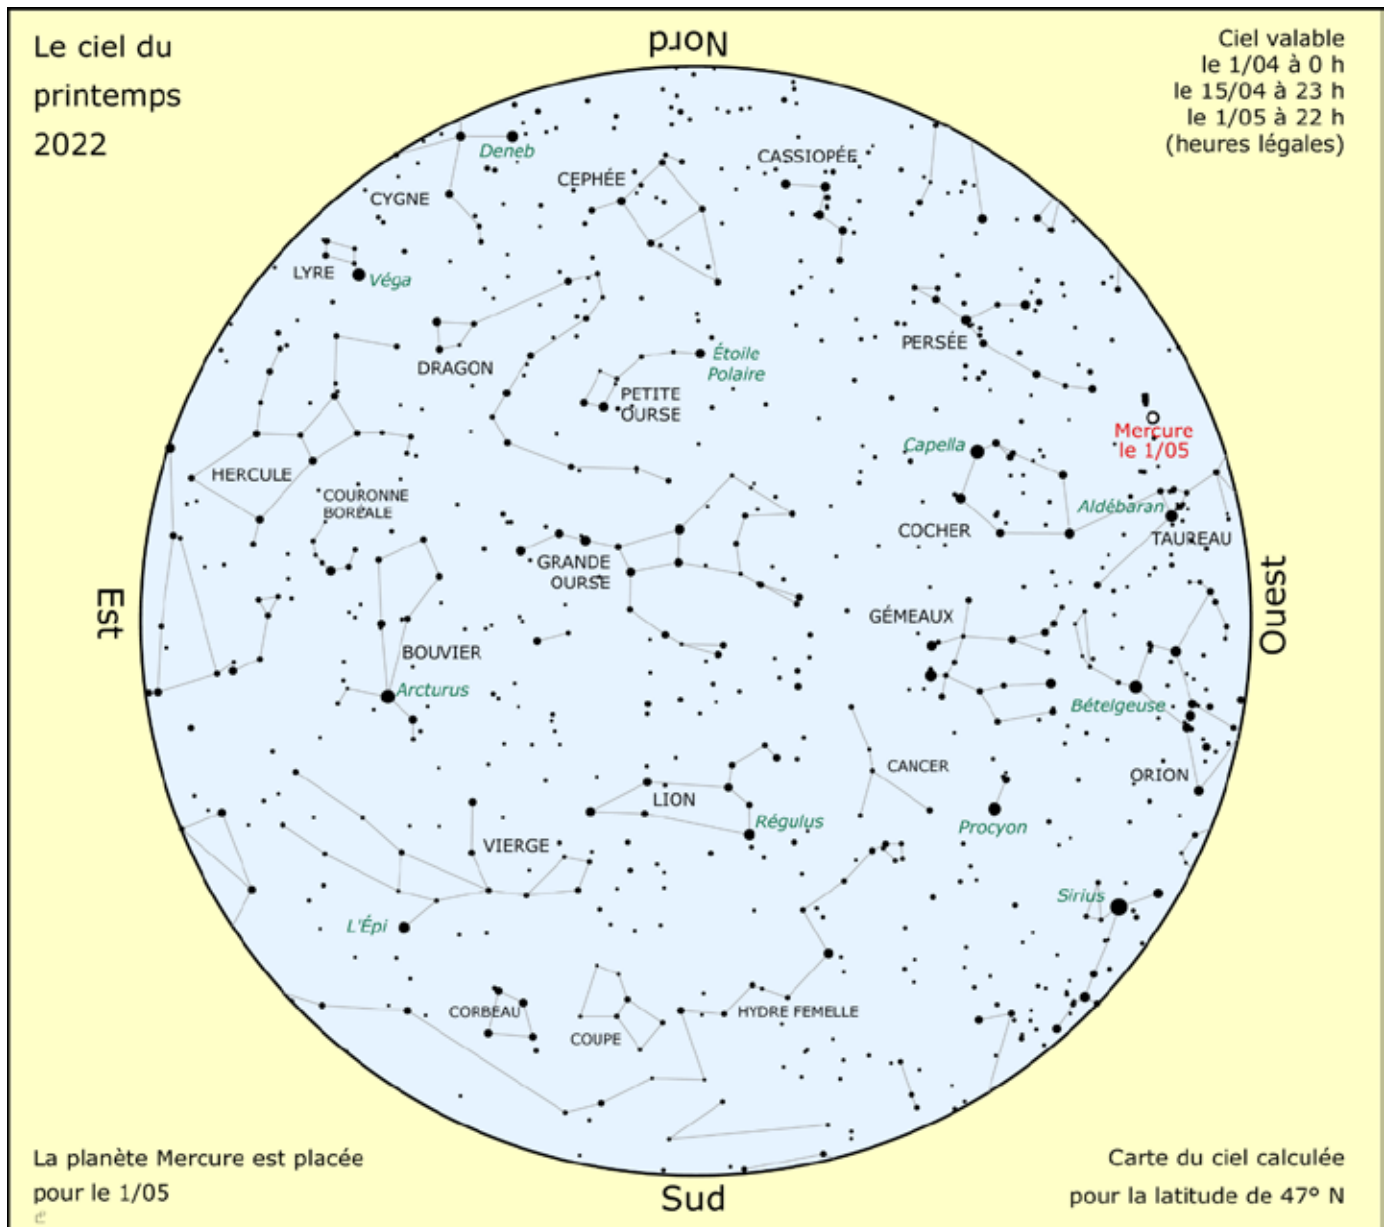 Le ciel du
printemps
2022
Nord
Ciel valable
le 1/04 à 0 h
le 15/04 à 23 h
le 1/05 à 22 h
(heures légales)
Deneb
CASSIOPÉE
CEPHÉE
CYGNE
LYRE
Véga
DRAGON
Étoile
Polaire
PERSÉE
PETITE
OURSE
Mercure
le 1/05
Capella
HERCULE
COURONNE
BORÉALE
Aldébaran
COCHER
TAUREAU
GRANDE
OURSE
Est
Ouest
GÉMEAUX
BOUVIER
Arcturus
Bételgeuse
CANCER
ORION
LION
Régulus
Procyon
VIERGE
Sirius
L'Épi
CORBEAU
COUPE
HYDRE FEMELLE
La planète Mercure est placée
pour le 1/05
Sud
Carte du ciel calculée
pour la latitude de 47° N